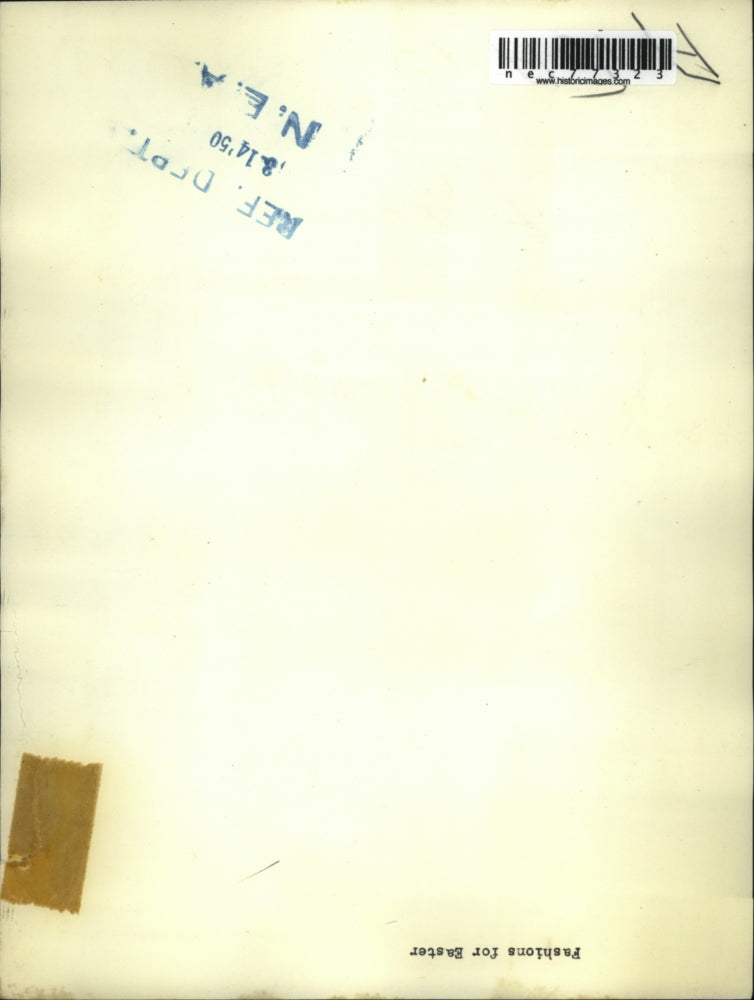 nec77323
www.historicimages.com
N.E.A.
8-14'50
REF. DEPT.
Fashions for Easter